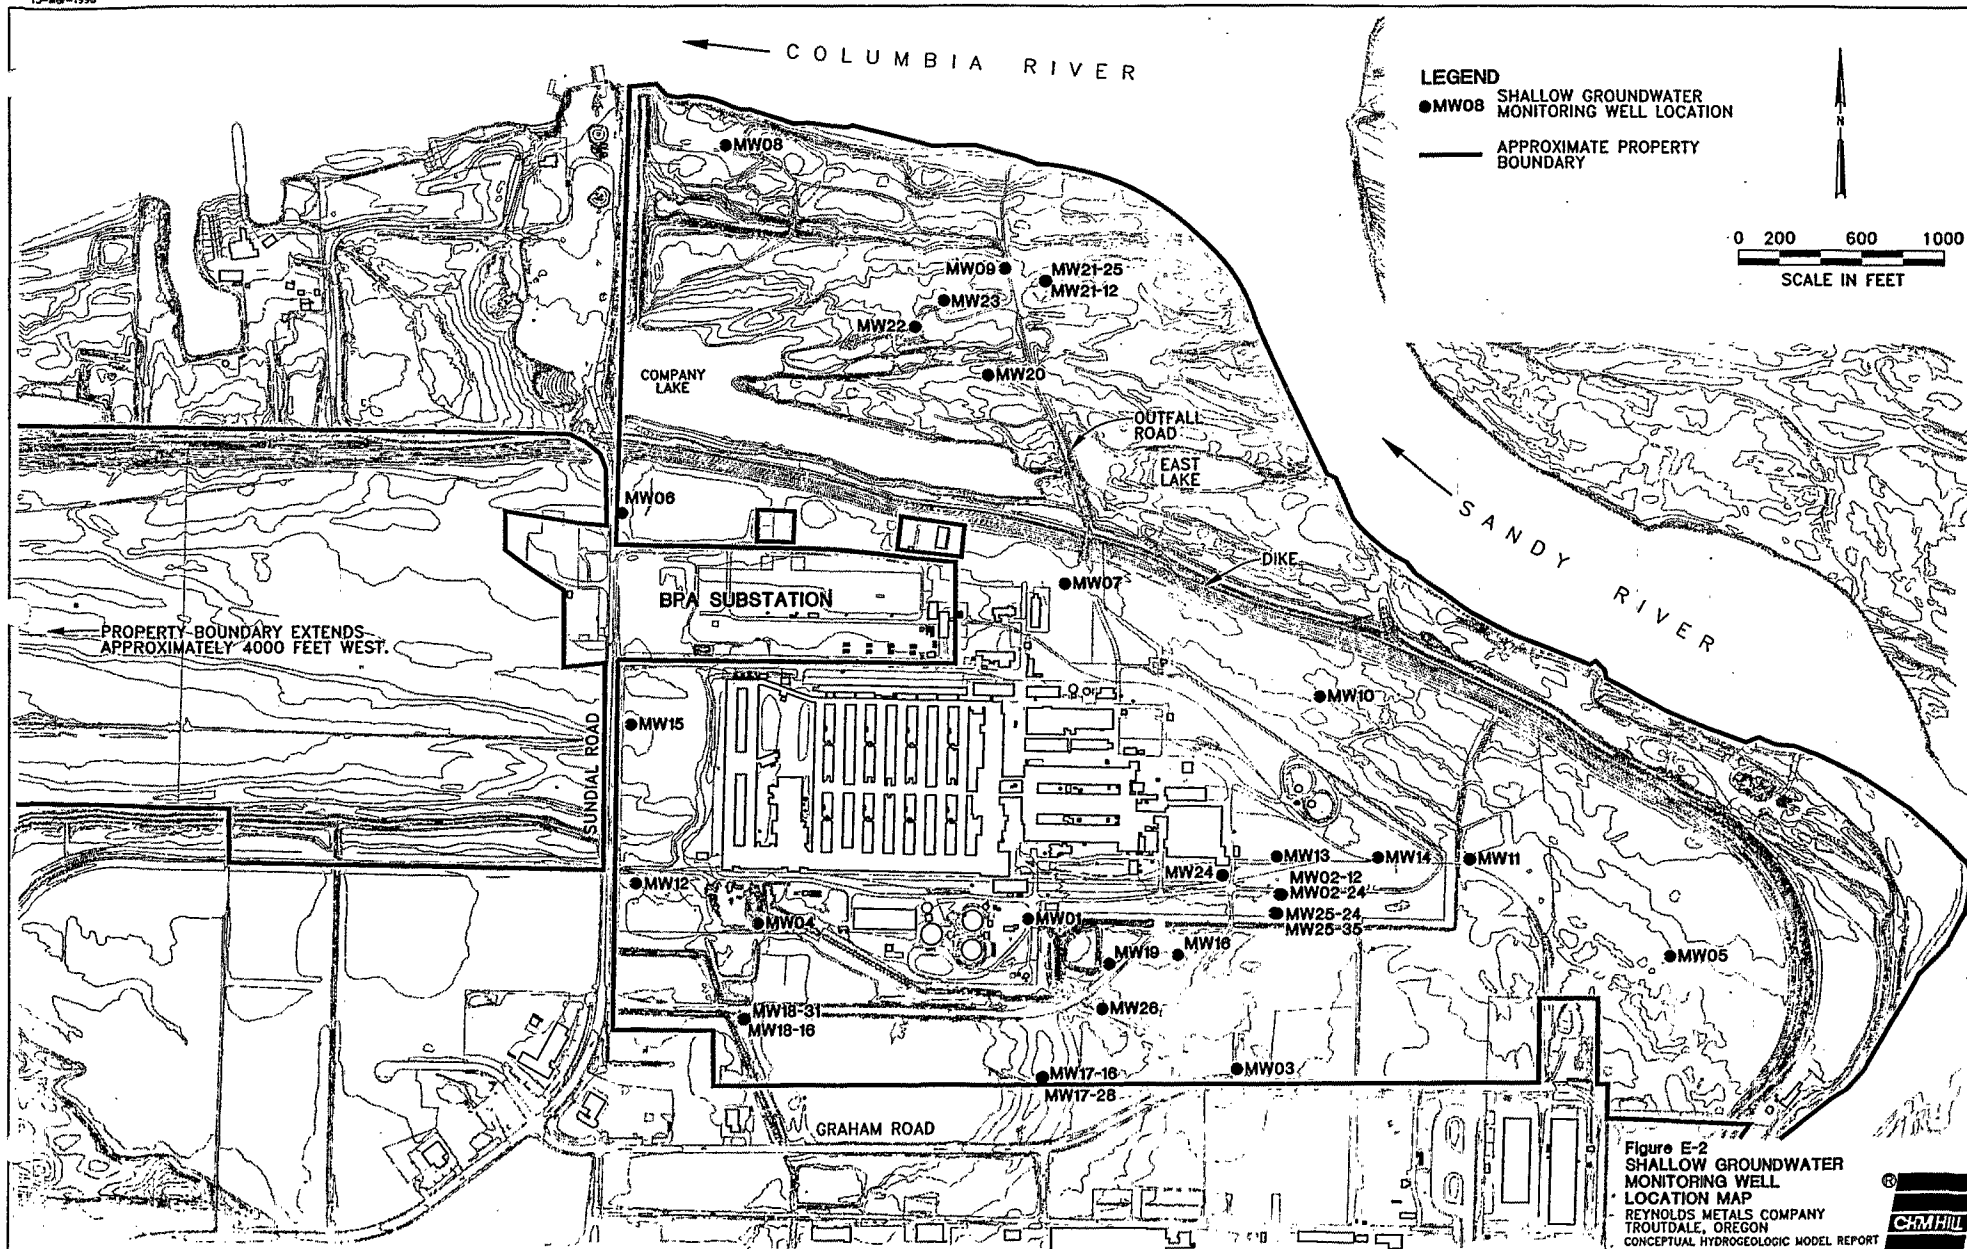 COLUMBIA RIVER
LEGEND
MW08 SHALLOW GROUNDWATER
MONITORING WELL LOCATION
APPROXIMATE PROPERTY
BOUNDARY
N
0 200 600 1000
SCALE IN FEET
MW08
MW09
MW21-25
MW21-12
MW23
MW22
COMPANY
LAKE
MW20
OUTFALL
ROAD
EAST
LAKE
SANDY RIVER
MW06
DIKE
MW07
BPA SUBSTATION
PROPERTY BOUNDARY EXTENDS
APPROXIMATELY 4000 FEET WEST.
MW10
SUNDIAL ROAD
MW15
MW13
MW14
MW11
MW24
MW02-12
MW02-24
MW12
MW04
MW01
MW25-24
MW25-35
MW19
MW16
MW05
MW18-31
MW18-16
MW26
MW17-16
MW17-28
MW03
GRAHAM ROAD
Figure E-2
SHALLOW GROUNDWATER
MONITORING WELL
LOCATION MAP
REYNOLDS METALS COMPANY
TROUTDALE, OREGON
CONCEPTUAL HYDROGEOLOGIC MODEL REPORT
®
CH2M HILL